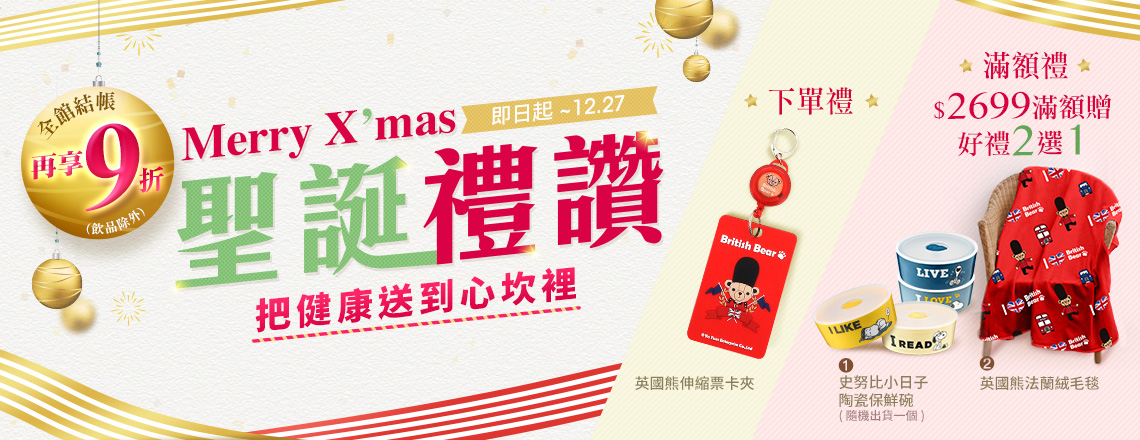 全館結帳
再享9折
(飲品除外)
Merry X’mas
即日起 ~12.27
聖誕禮讚
把健康送到心坎裡
下單禮
British Bear
英國熊伸縮票卡夾
滿額禮
$2699滿額贈
好禮2選1
LIVE
I LOVE
I LIKE
I READ
British Bear
British Bear
British Bear
1
史努比小日子
陶瓷保鮮碗
( 隨機出貨一個 )
2
英國熊法蘭絨毛毯